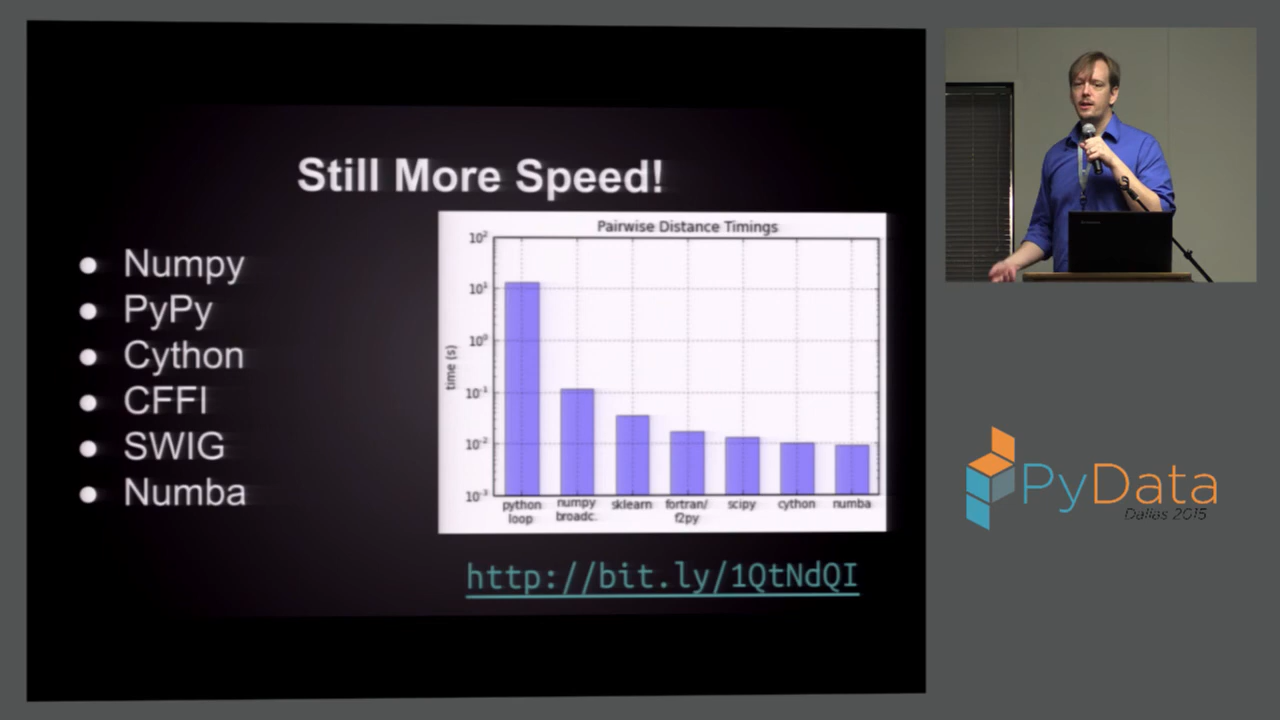 Still More Speed!
Numpy
PyPy
Cython
CFFI
SWIG
Numba
Pairwise Distance Timings
10²
10¹
10⁰
10⁻¹
10⁻²
10⁻³
time (s)
python loop
numpy broadc.
sklearn
fortran/ f2py
scipy
cython
numba
http://bit.ly/1QtNdQI
PyData
Dallas 2015